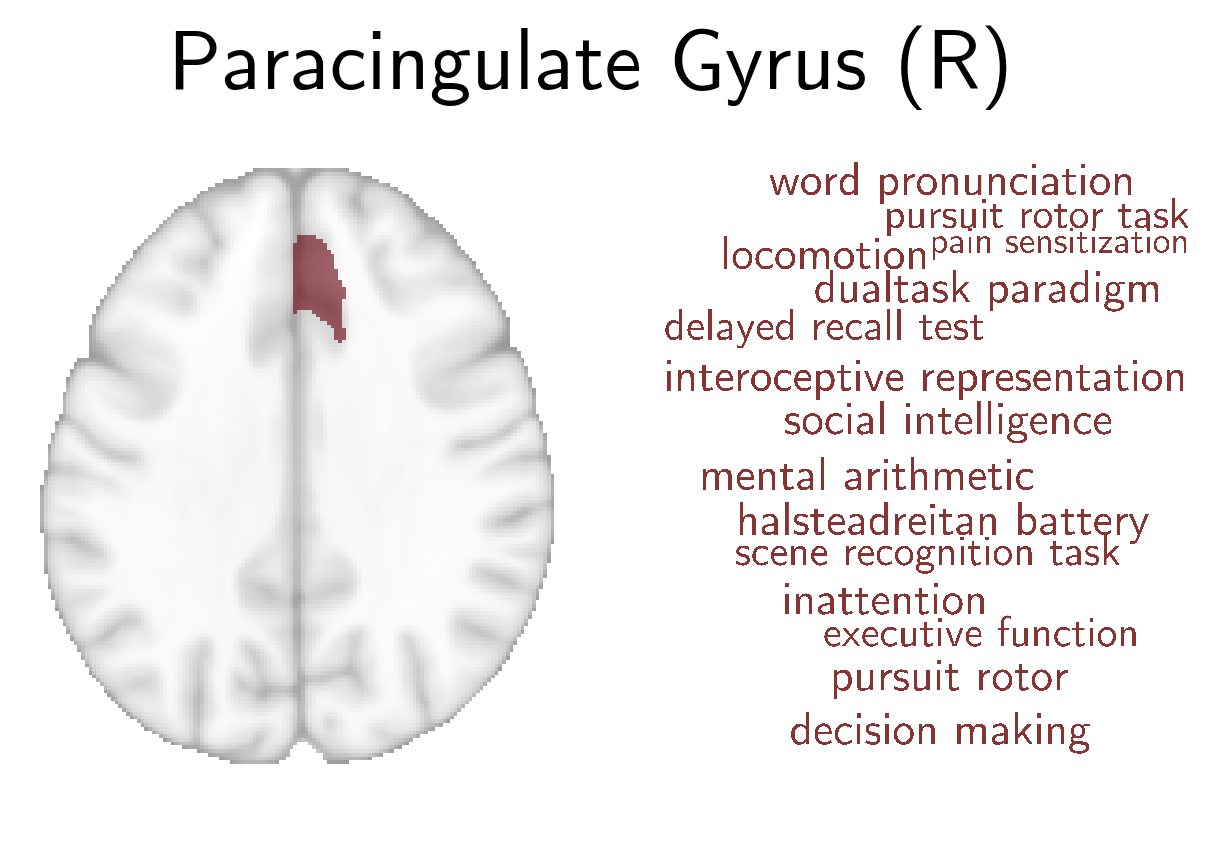 Paracingulate Gyrus (R)
word pronunciation
pursuit rotor task
pain sensitization
locomotion
dualtask paradigm
delayed recall test
interoceptive representation
social intelligence
mental arithmetic
halsteadreitan battery
scene recognition task
inattention
executive function
pursuit rotor
decision making